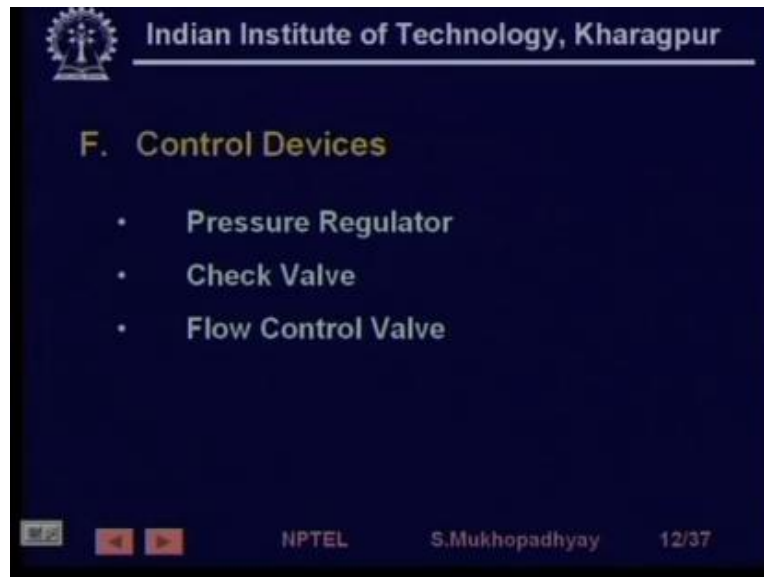 Indian Institute of Technology, Kharagpur
F. Control Devices
• Pressure Regulator
• Check Valve
• Flow Control Valve
NPTEL S.Mukhopadhyay 12/37